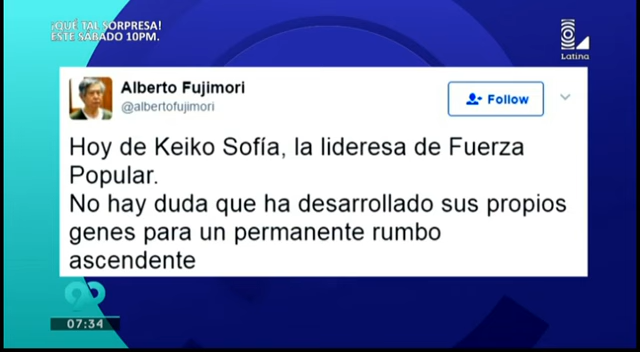 ¡QUÉ TAL SORPRESA!
ESTE SÁBADO 10PM.
Latina
Alberto Fujimori
@albertofujimori
Follow
Hoy de Keiko Sofía, la lideresa de Fuerza
Popular.
No hay duda que ha desarrollado sus propios
genes para un permanente rumbo
ascendente
90
07:34